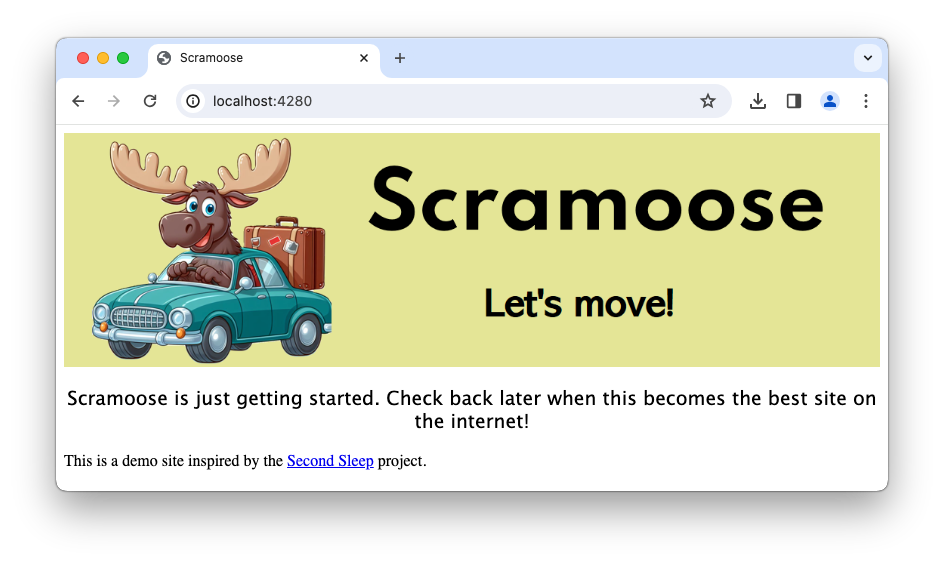 Scramoose
localhost:4280
Scramoose
Let's move!
Scramoose is just getting started. Check back later when this becomes the best site on
the internet!
This is a demo site inspired by the Second Sleep project.